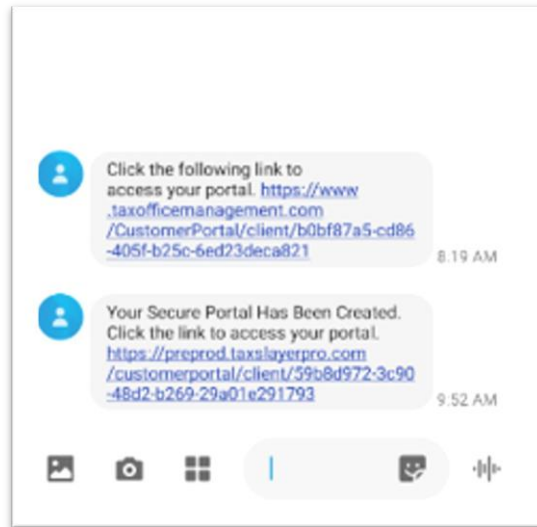 Click the following link to
access your portal. https://www
.taxofficemanagement.com
/CustomerPortal/client/b0bf87a5-cd86
-405f-b25c-6ed23deca821
8.19 AM
Your Secure Portal Has Been Created.
Click the link to access your portal.
https://preprod.taxslayerpro.com
/customerportal/client/59b8d972-3c90
-48d2-b269-29a01e291793
9:52 AM